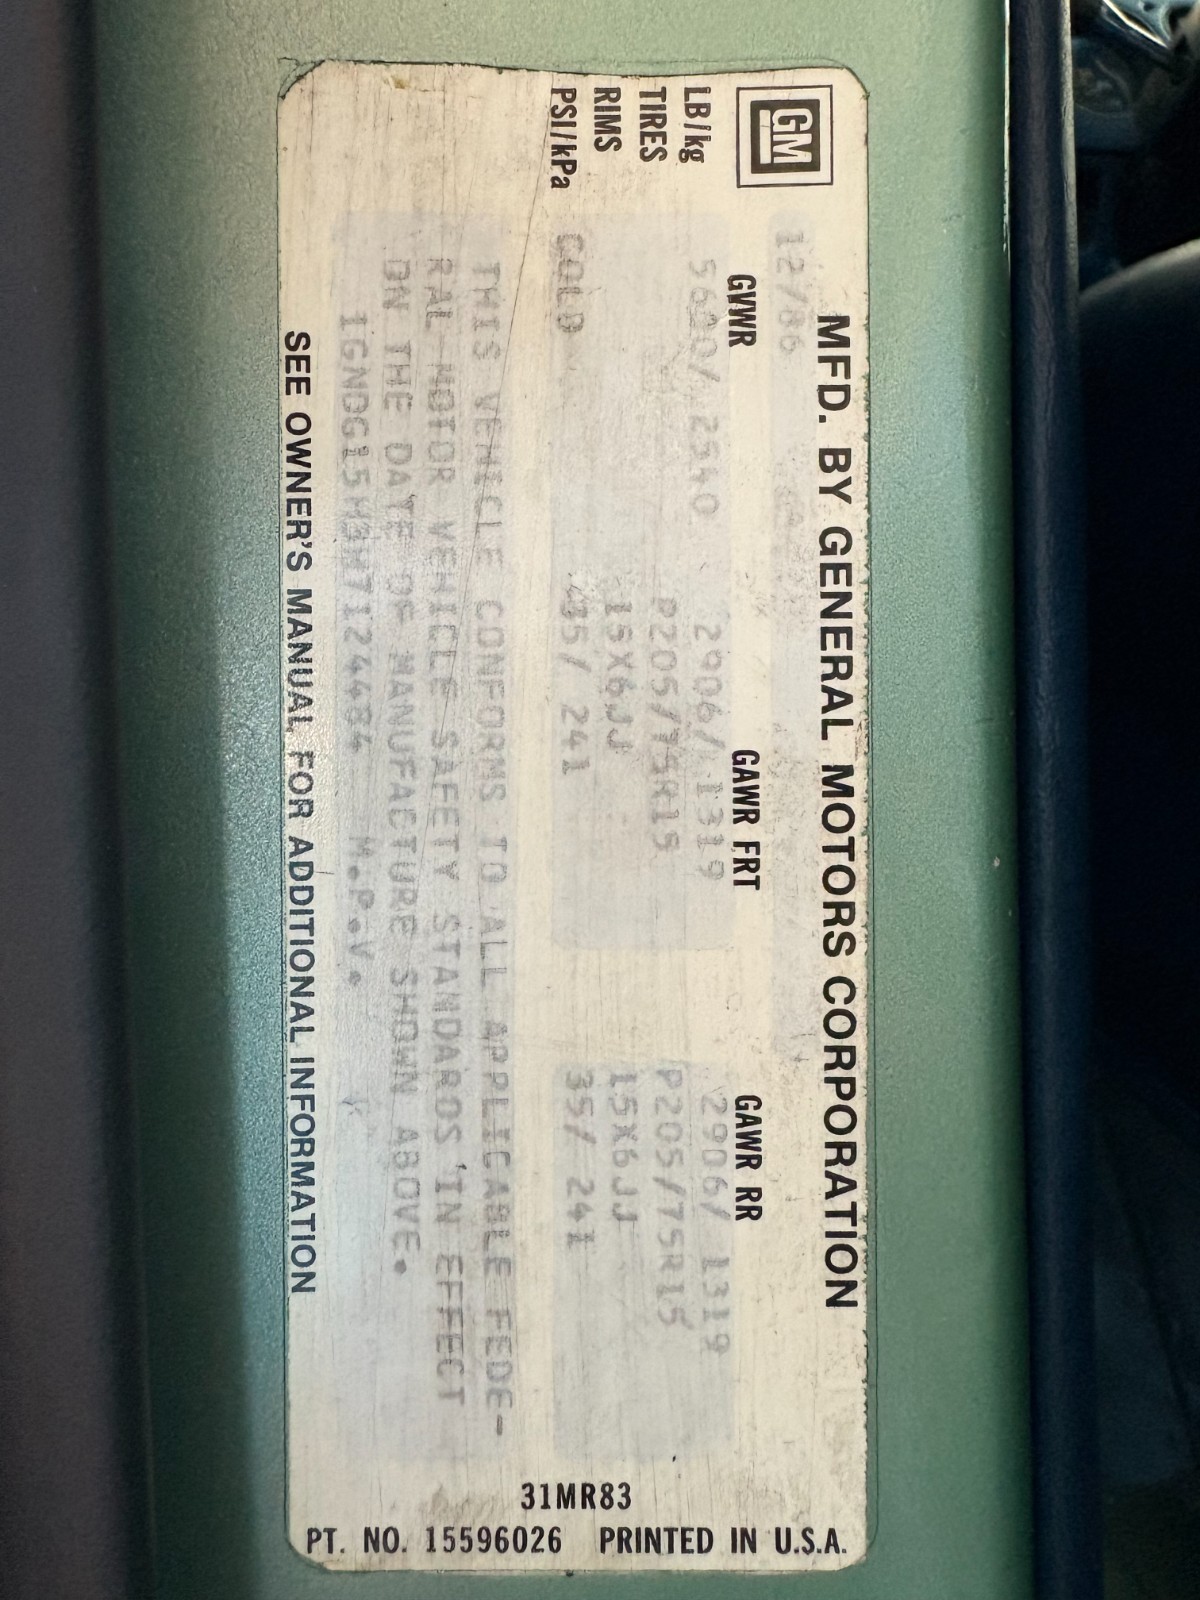 GM
MFD. BY GENERAL MOTORS CORPORATION
12/86
GVWR GAWR FRT GAWR RR
LB/kg 5600/ 2540 2906/ 1319 2906/ 1319
TIRES P205/75R15 P205/75R15
RIMS 15X6JJ 15X6JJ
PSI/kPa COLD 35/ 241 35/ 241
THIS VEHICLE CONFORMS TO ALL APPLICABLE FEDE-
RAL MOTOR VEHICLE SAFETY STANDARDS IN EFFECT
ON THE DATE OF MANUFACTURE SHOWN ABOVE.
M.P.V.
SEE OWNER'S MANUAL FOR ADDITIONAL INFORMATION
31MR83
PT. NO. 15596026 PRINTED IN U.S.A.